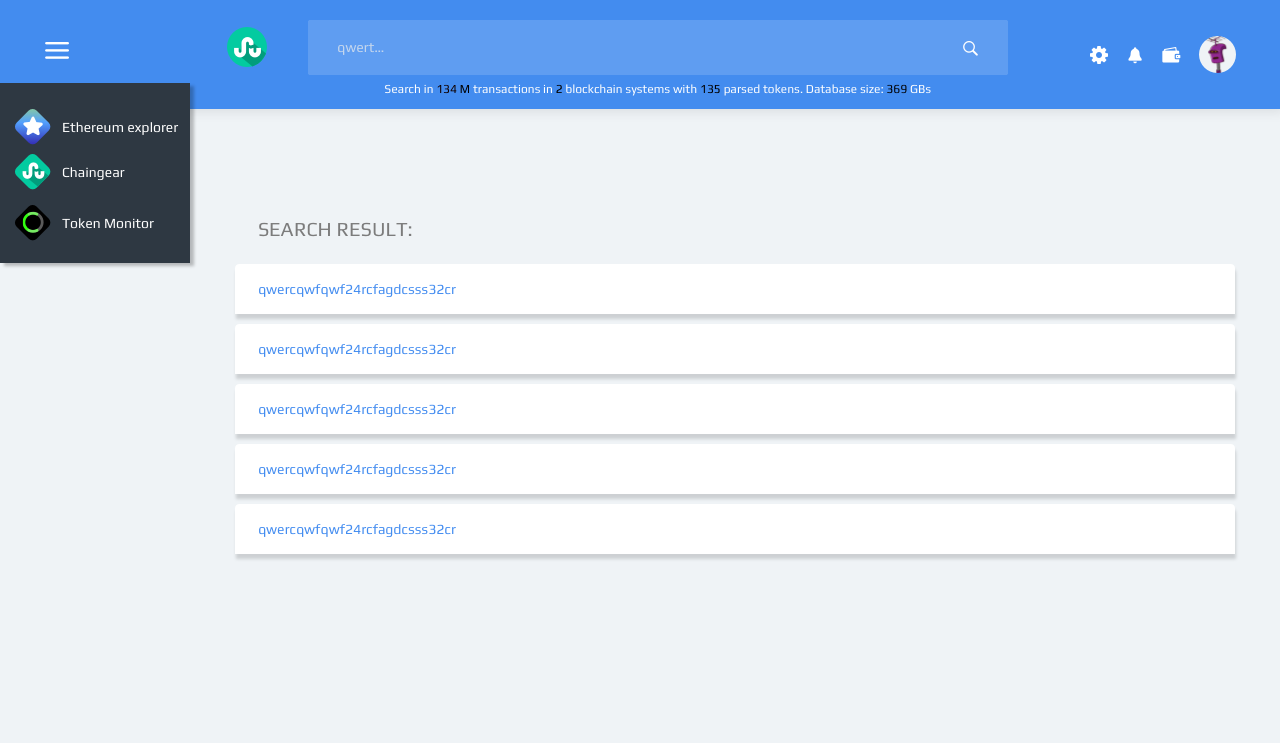 qwert...
Search in 134 M transactions in 2 blockchain systems with 135 parsed tokens. Database size: 369 GBs
Ethereum explorer
Chaingear
Token Monitor
SEARCH RESULT:
qwercqwfqwf24rcfagdcsss32cr
qwercqwfqwf24rcfagdcsss32cr
qwercqwfqwf24rcfagdcsss32cr
qwercqwfqwf24rcfagdcsss32cr
qwercqwfqwf24rcfagdcsss32cr